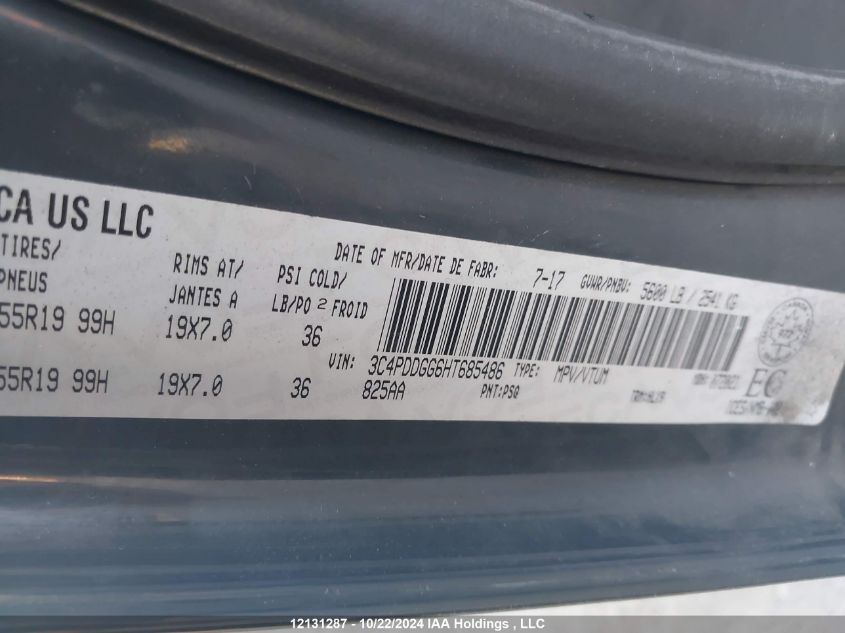 CA US LLC
DATE OF MFR/DATE DE FABR: 7-17 GVWR/PNBV: 5600 LB / 2541 KG
TIRES/ RIMS AT/ PSI COLD/
PNEUS JANTES A LB/PO 2 FROID
55R19 99H 19X7.0 36
VIN: 3C4PDDGG6HT685486 TYPE: MPV/VTUM
55R19 99H 19X7.0 36 825AA PNT:PSQ EC
12131287 - 10/22/2024 IAA Holdings , LLC